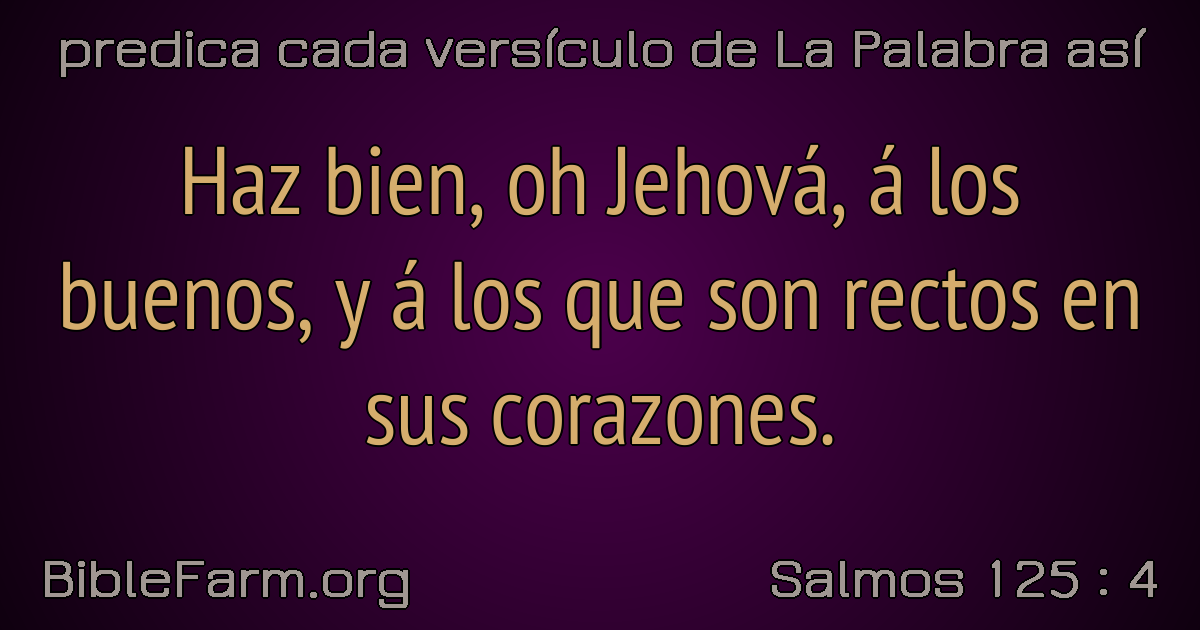 predica cada versículo de La Palabra así
Haz bien, oh Jehová, á los
buenos, y á los que son rectos en
sus corazones.
BibleFarm.org
Salmos 125 : 4